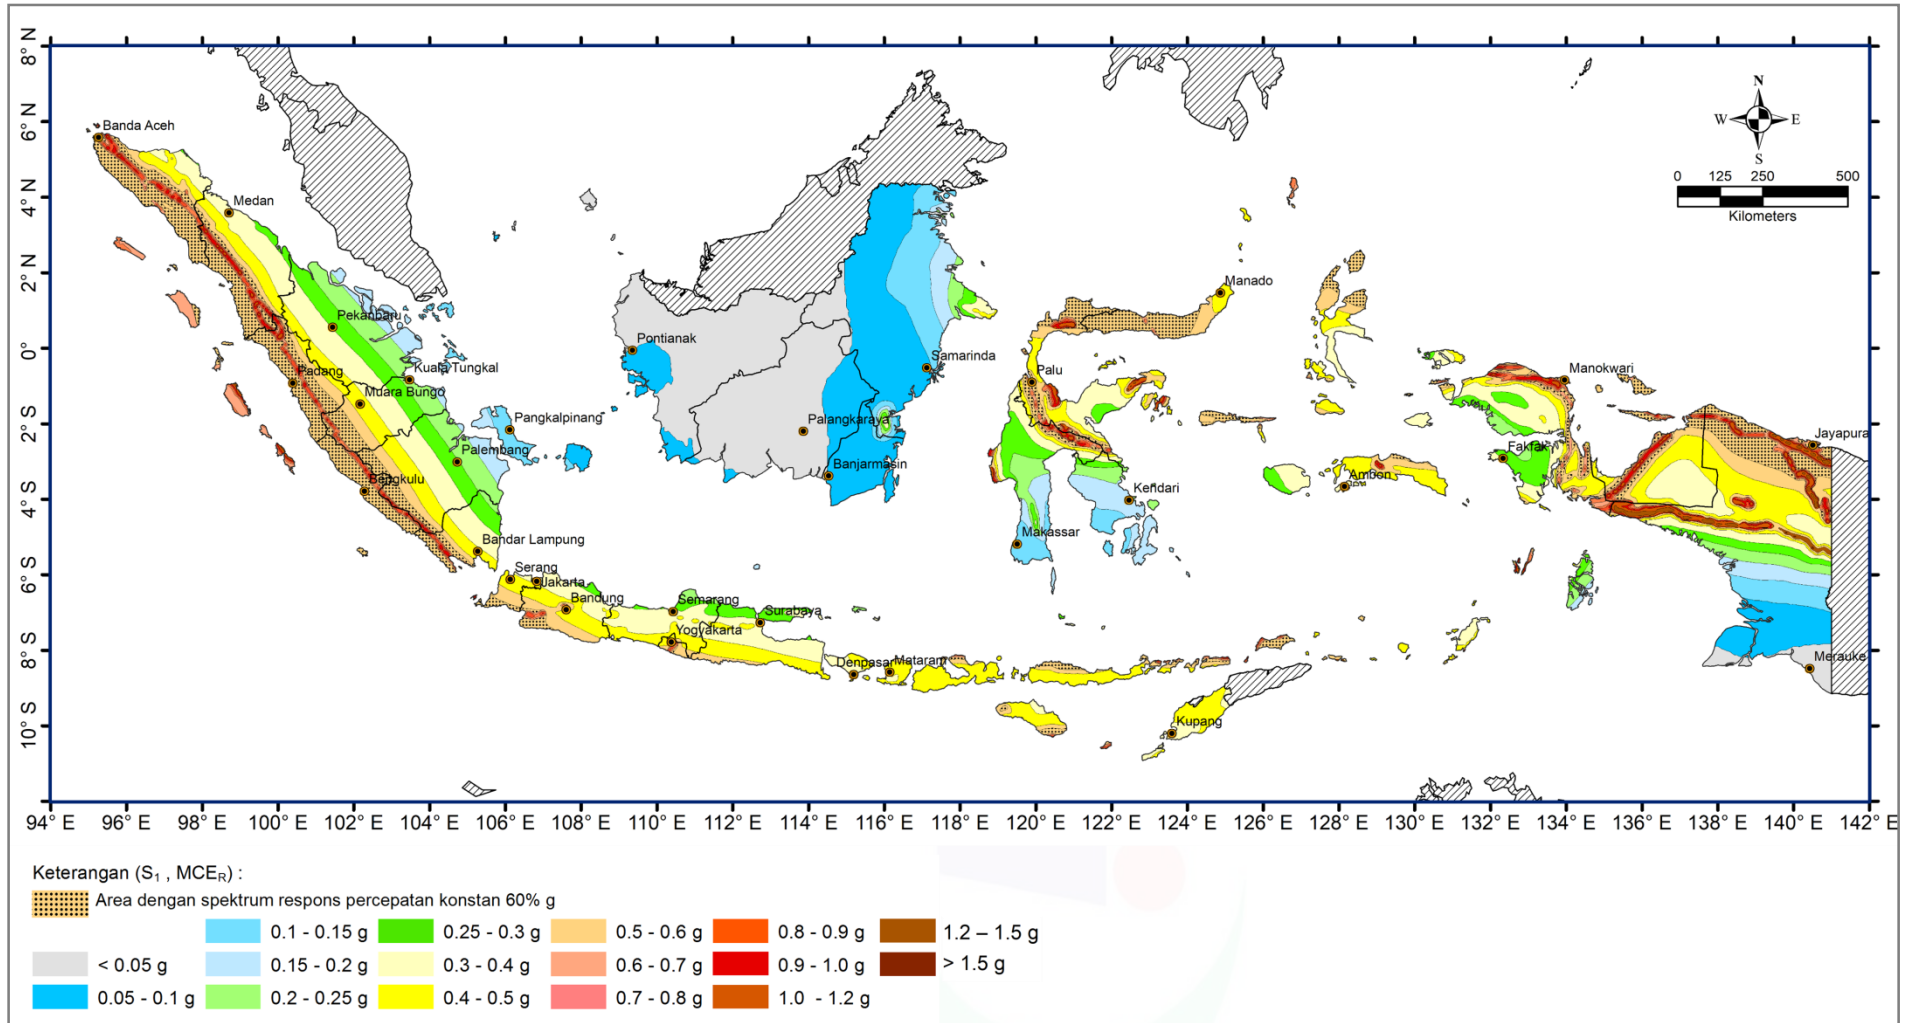 8° N
6° N
4° N
2° N
0°
2° S
4° S
6° S
8° S
10° S
N
W
E
S
0 125 250 500
Kilometers
Banda Aceh
Medan
Pekanbaru
Padang
Kuala Tungkal
Muara Bungo
Pangkalpinang
Palembang
Bengkulu
Bandar Lampung
Serang
Jakarta
Bandung
Semarang
Surabaya
Yogyakarta
Denpasar
Mataram
Kupang
Pontianak
Samarinda
Palangkaraya
Banjarmasin
Manado
Palu
Kendari
Makassar
Ambon
Manokwari
Fakfak
Jayapura
Merauke
94° E 96° E 98° E 100° E 102° E 104° E 106° E 108° E 110° E 112° E 114° E 116° E 118° E 120° E 122° E 124° E 126° E 128° E 130° E 132° E 134° E 136° E 138° E 140° E 142° E
Keterangan (S₁ , MCEᵣ) :
Area dengan spektrum respons percepatan konstan 60% g
0.1 - 0.15 g 0.25 - 0.3 g 0.5 - 0.6 g 0.8 - 0.9 g 1.2 – 1.5 g
< 0.05 g 0.15 - 0.2 g 0.3 - 0.4 g 0.6 - 0.7 g 0.9 - 1.0 g > 1.5 g
0.05 - 0.1 g 0.2 - 0.25 g 0.4 - 0.5 g 0.7 - 0.8 g 1.0 - 1.2 g